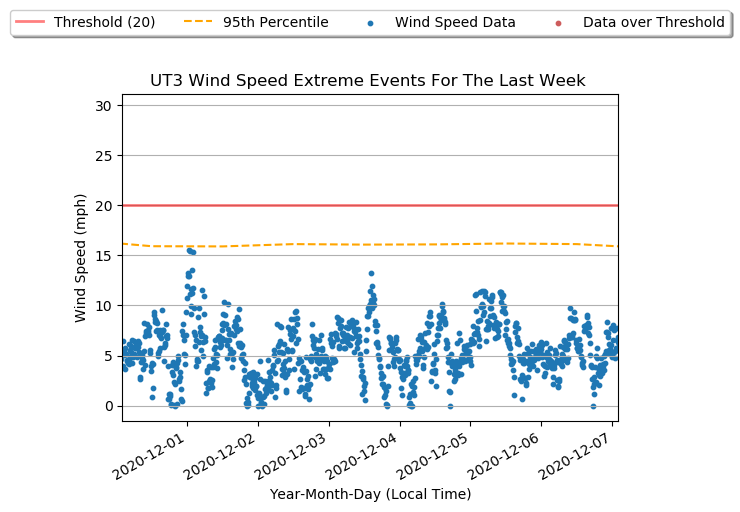 Threshold (20) 95th Percentile Wind Speed Data Data over Threshold
UT3 Wind Speed Extreme Events For The Last Week
30
25
20
15
10
5
0
Wind Speed (mph)
2020-12-01 2020-12-02 2020-12-03 2020-12-04 2020-12-05 2020-12-06 2020-12-07
Year-Month-Day (Local Time)